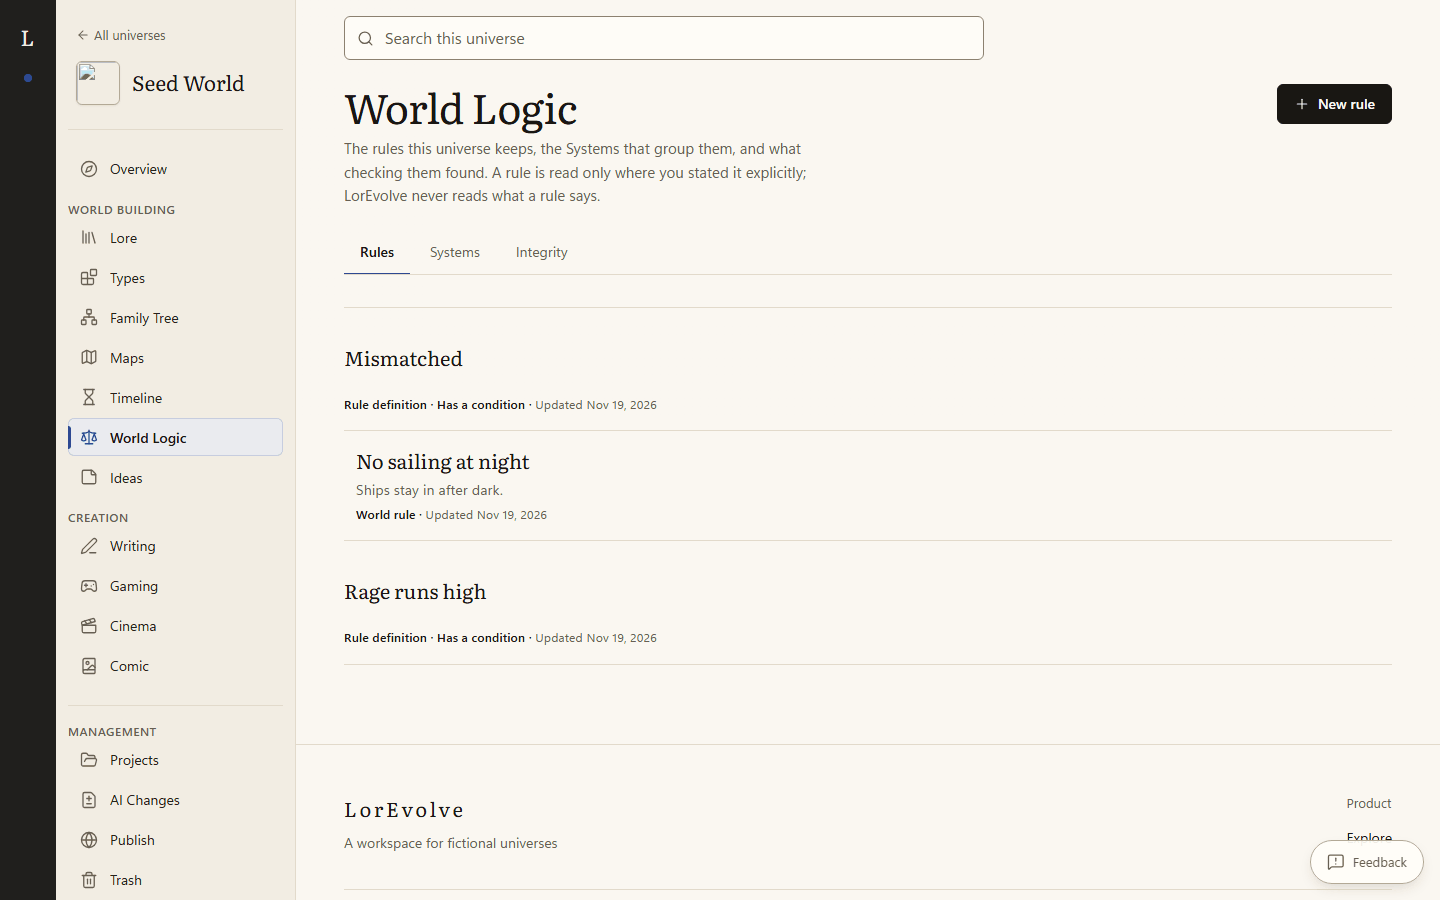 L
All universes
Seed World
Overview
WORLD BUILDING
Lore
Types
Family Tree
Maps
Timeline
World Logic
Ideas
CREATION
Writing
Gaming
Cinema
Comic
MANAGEMENT
Projects
AI Changes
Publish
Trash
Search this universe
World Logic
New rule
The rules this universe keeps, the Systems that group them, and what
checking them found. A rule is read only where you stated it explicitly;
LorEvolve never reads what a rule says.
Rules Systems Integrity
Mismatched
Rule definition · Has a condition · Updated Nov 19, 2026
No sailing at night
Ships stay in after dark.
World rule · Updated Nov 19, 2026
Rage runs high
Rule definition · Has a condition · Updated Nov 19, 2026
LorEvolve
A workspace for fictional universes
Product
Explore
Feedback